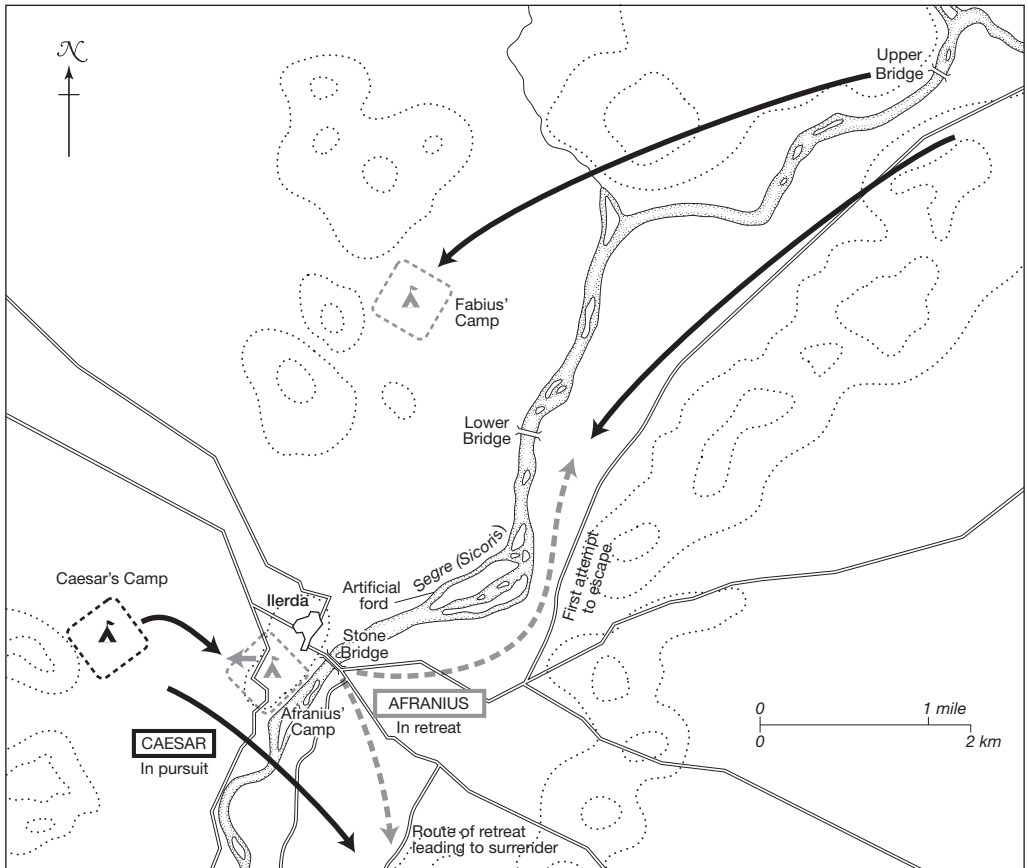 N
Upper
Bridge
Fabius'
Camp
Lower
Bridge
Segre (Sicoris)
Artificial
ford
First attempt
to escape
Caesar's Camp
Ilerda
Stone
Bridge
Afranius'
Camp
AFRANIUS
In retreat
CAESAR
In pursuit
0 1 mile
0 2 km
Route of retreat
leading to surrender